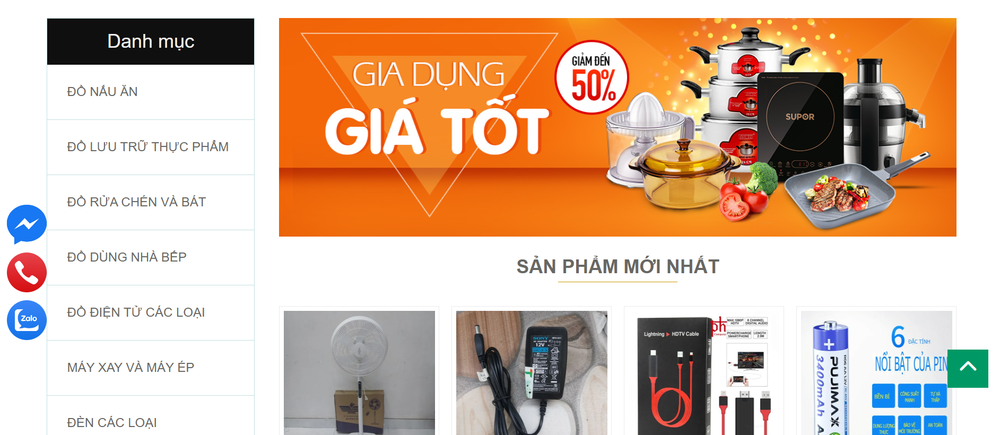 Danh mục
ĐỒ NẤU ĂN
ĐỒ LƯU TRỮ THỰC PHẨM
ĐỒ RỬA CHÉN VÀ BÁT
ĐỒ DÙNG NHÀ BẾP
ĐỒ ĐIỆN TỬ CÁC LOẠI
MÁY XAY VÀ MÁY ÉP
ĐÈN CÁC LOẠI
Zalo
GIA DỤNG
GIÁ TỐT
GIẢM ĐẾN
50%
SUPOR
SẢN PHẨM MỚI NHẤT
SONY
AC ADAPTER
12V
Lightning HDTV Cable
ph
Company
MAX.1080P
HDTV
8 CHANNEL
DIGITAL AUDIO
POWERCHARGE
SMARTPHONE
LENGTH
2.0M
PUJIMAX
3400mAh
6 ĐẶC TÍNH
NỔI BẬT CỦA PIN
BỀN BỈ
CÔNG SUẤT
MẠNH
TỰ XẢ
THẤP
DUNG LƯỢNG
THỰC
BẢO VỆ
MÔI TRƯỜNG
AN TOÀN